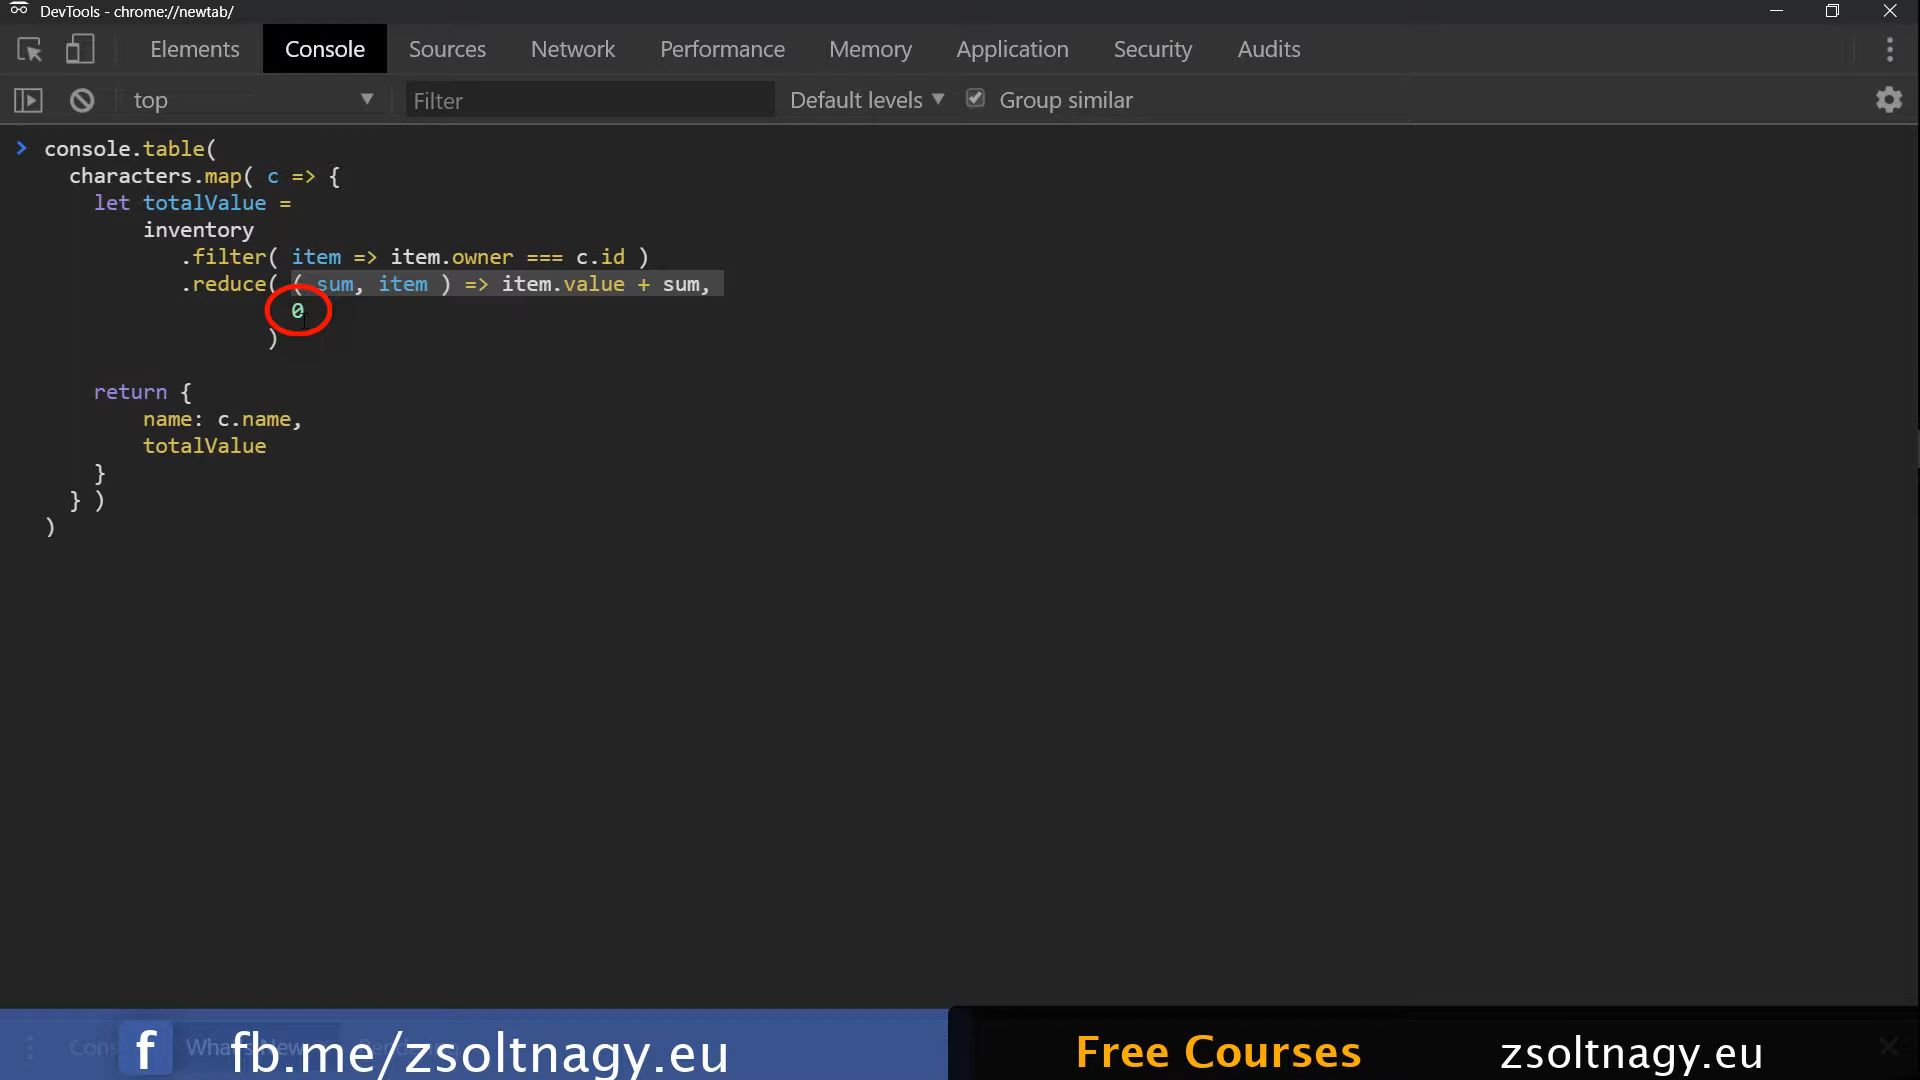 DevTools - chrome://newtab/
Elements Console Sources Network Performance Memory Application Security Audits
top Filter Default levels Group similar
console.table(
characters.map( c => {
let totalValue =
inventory
.filter( item => item.owner === c.id )
.reduce( ( sum, item ) => item.value + sum,
0
)
return {
name: c.name,
totalValue
}
} )
)
f fb.me/zsoltnagy.eu Free Courses zsoltnagy.eu